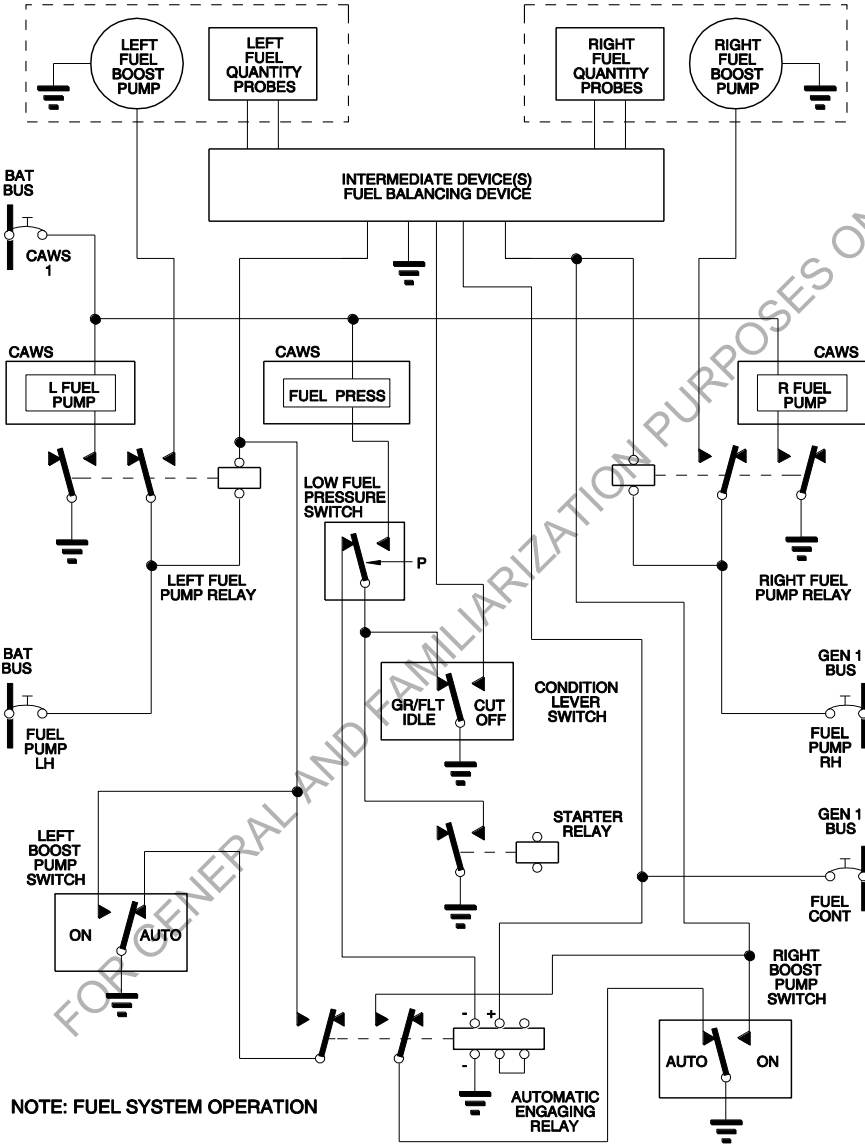 LEFT
FUEL
BOOST
PUMP
LEFT
FUEL
QUANTITY
PROBES
RIGHT
FUEL
QUANTITY
PROBES
RIGHT
FUEL
BOOST
PUMP
INTERMEDIATE DEVICE(S)
FUEL BALANCING DEVICE
BAT
BUS
CAWS
1
CAWS
L FUEL
PUMP
CAWS
FUEL PRESS
CAWS
R FUEL
PUMP
LOW FUEL
PRESSURE
SWITCH
P
LEFT FUEL
PUMP RELAY
RIGHT FUEL
PUMP RELAY
BAT
BUS
FUEL
PUMP
LH
GR/FLT
IDLE
CUT
OFF
CONDITION
LEVER
SWITCH
GEN 1
BUS
FUEL
PUMP
RH
STARTER
RELAY
GEN 1
BUS
FUEL
CONT
LEFT
BOOST
PUMP
SWITCH
ON
AUTO
RIGHT
BOOST
PUMP
SWITCH
AUTO
ON
-
+
-
AUTOMATIC
ENGAGING
RELAY
NOTE: FUEL SYSTEM OPERATION
FOR GENERAL AND FAMILIARIZATION PURPOSES